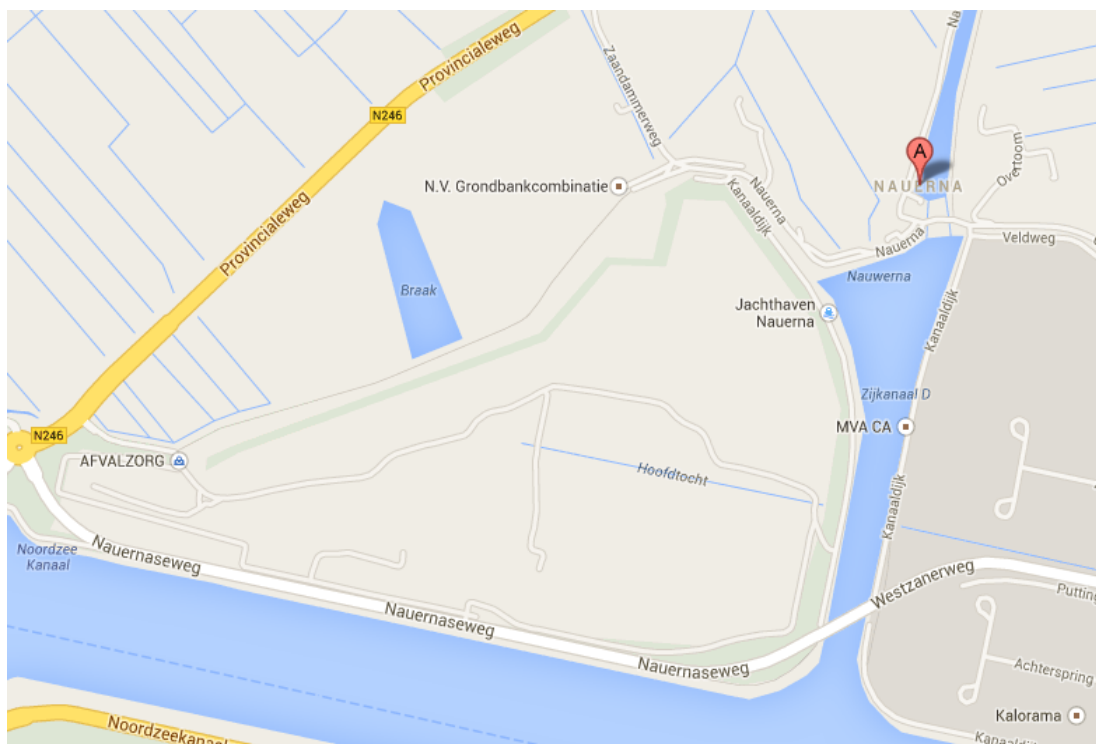 Na
Provincialeweg
Zaandammerweg
N246
A
Overtoom
N.V. Grondbankcombinatie
NAUERNA
Nauerna
Kanaaldijk
Provincialeweg
Nauerna
Veldweg
Nauwerna
Braak
Jachthaven
Nauerna
Kanaaldijk
Zijkanaal D
MVA CA
N246
AFVALZORG
Hoofdtocht
Kanaaldijk
Noordzee
Kanaal
Nauernaseweg
Westzanerweg
Putting
Nauernaseweg
Nauernaseweg
Achterspring
Kalorama
Noordzeekanaal
Kanaaldijk